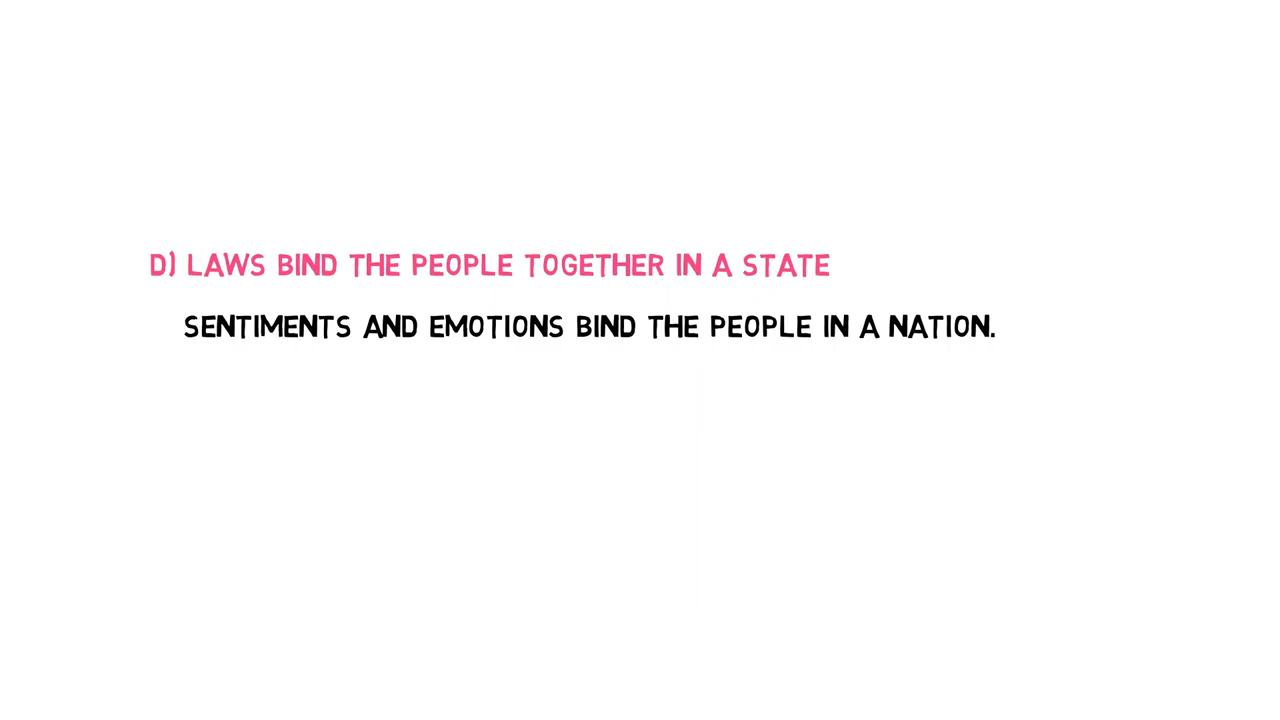 D) LAWS BIND THE PEOPLE TOGETHER IN A STATE
SENTIMENTS AND EMOTIONS BIND THE PEOPLE IN A NATION.